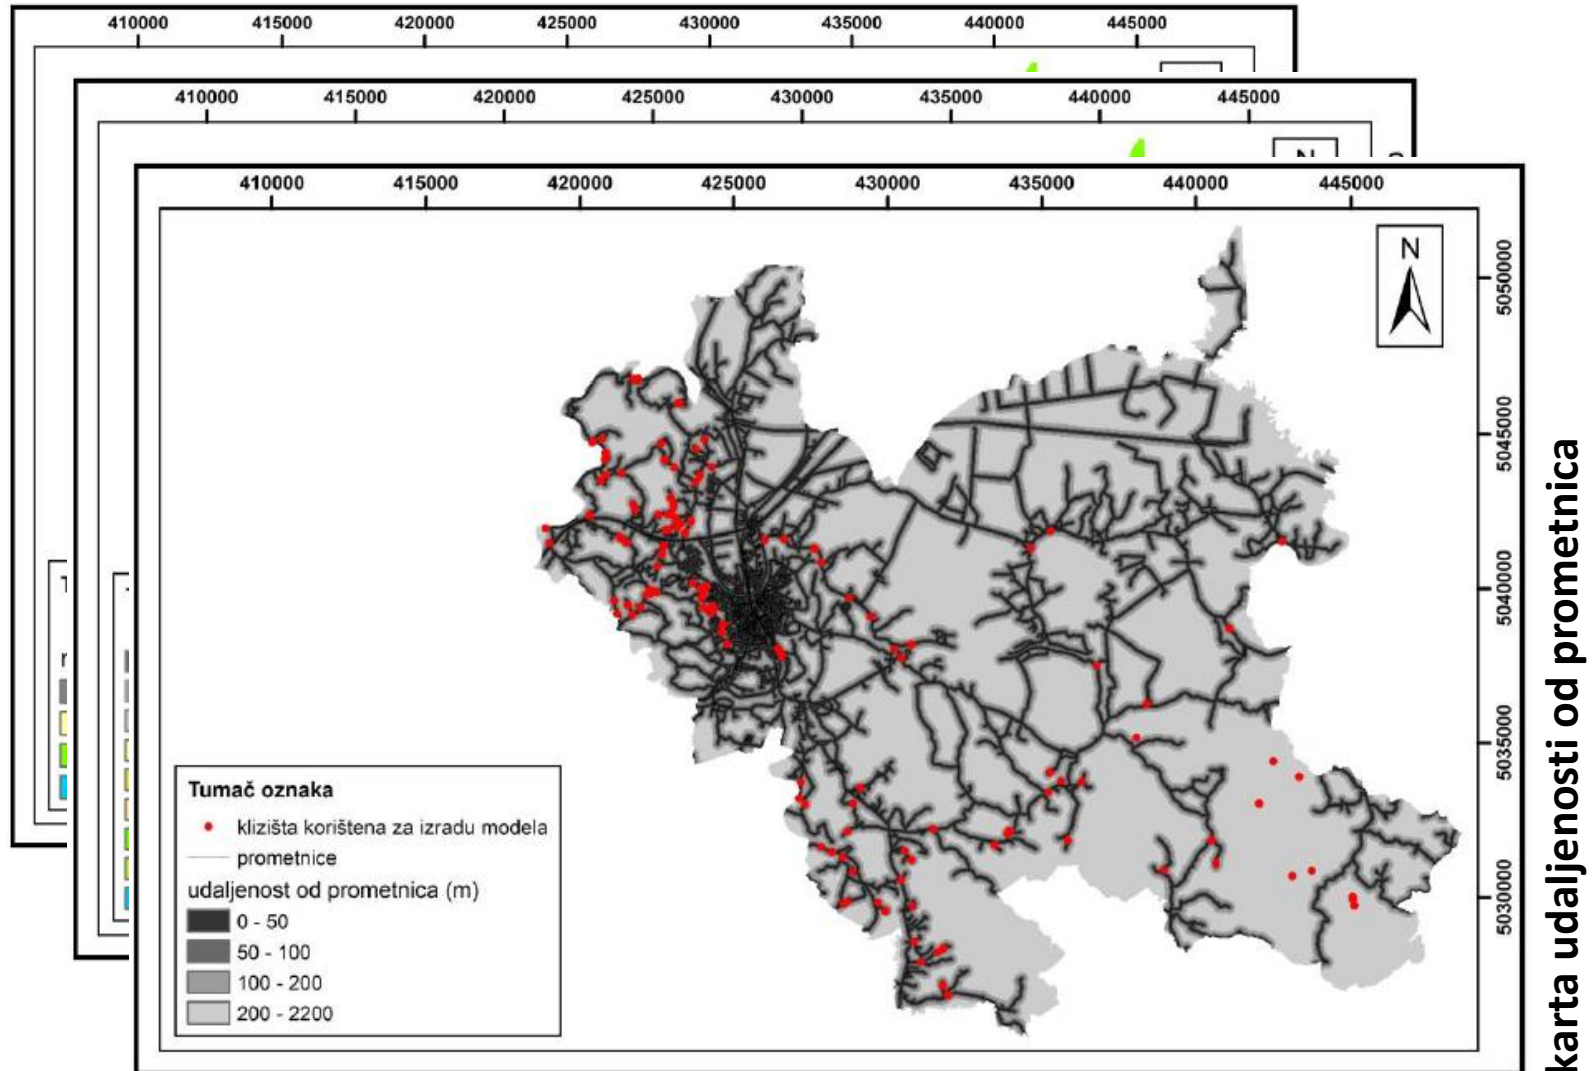 410000 415000 420000 425000 430000 435000 440000 445000
410000 415000 420000 425000 430000 435000 440000 445000
N
410000 415000 420000 425000 430000 435000 440000 445000
N
5050000
5045000
5040000
5035000
5030000
Tumač oznaka
klizišta korištena za izradu modela
prometnice
udaljenost od prometnica (m)
0 - 50
50 - 100
100 - 200
200 - 2200
karta udaljenosti od prometnica